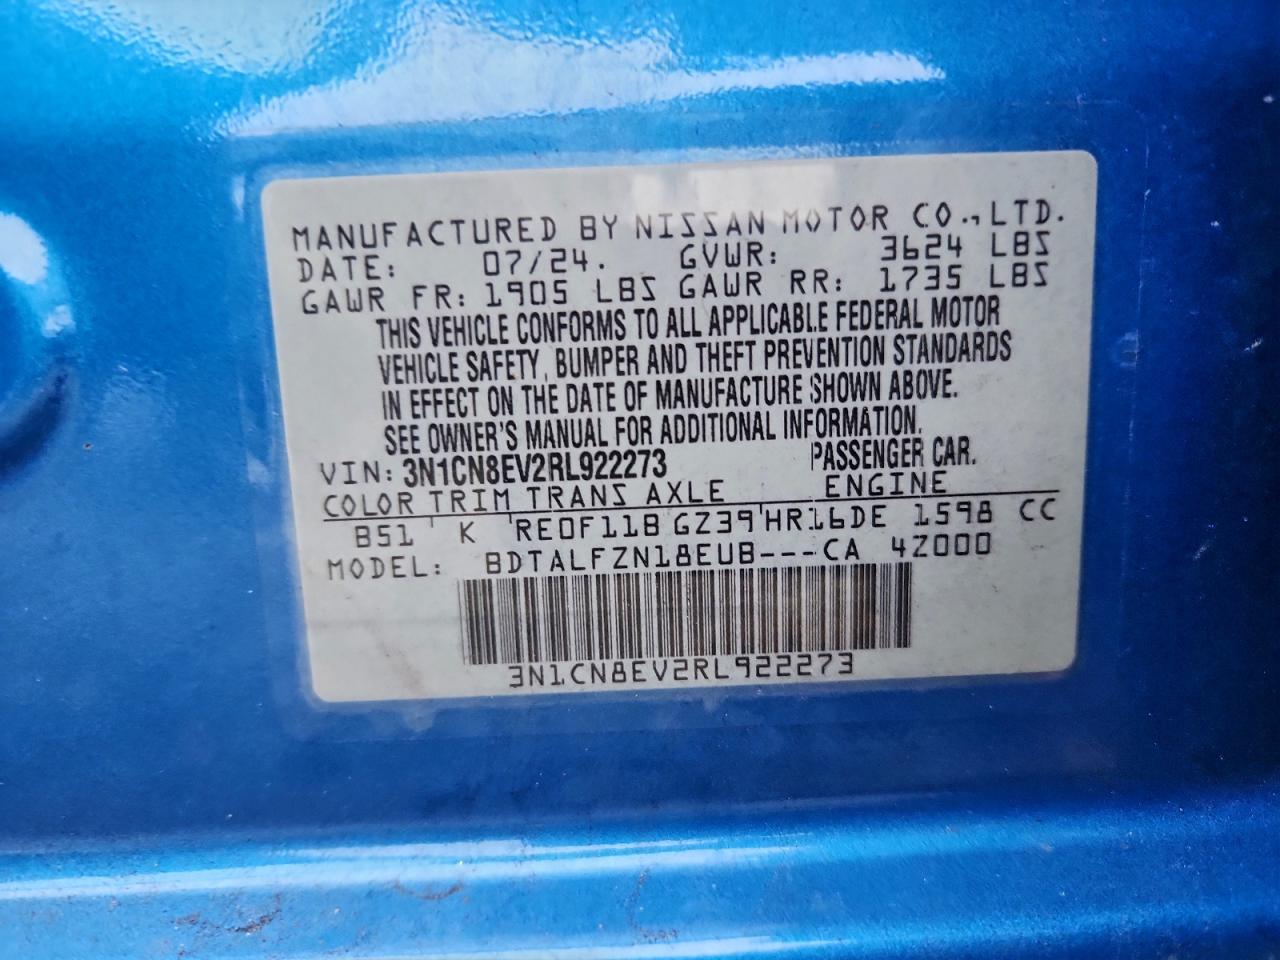 MANUFACTURED BY NISSAN MOTOR CO., LTD.
DATE: 07/24. GVWR: 3624 LBS
GAWR FR: 1905 LBS GAWR RR: 1735 LBS
THIS VEHICLE CONFORMS TO ALL APPLICABLE FEDERAL MOTOR
VEHICLE SAFETY, BUMPER AND THEFT PREVENTION STANDARDS
IN EFFECT ON THE DATE OF MANUFACTURE SHOWN ABOVE.
SEE OWNER'S MANUAL FOR ADDITIONAL INFORMATION.
VIN: 3N1CN8EV2RL922273 PASSENGER CAR.
COLOR TRIM TRANS AXLE ENGINE
B51 K RE0F11B GZ39 HR16DE 1598 CC
MODEL: BDTALFZN18EUB---CA 42000
3N1CN8EV2RL922273